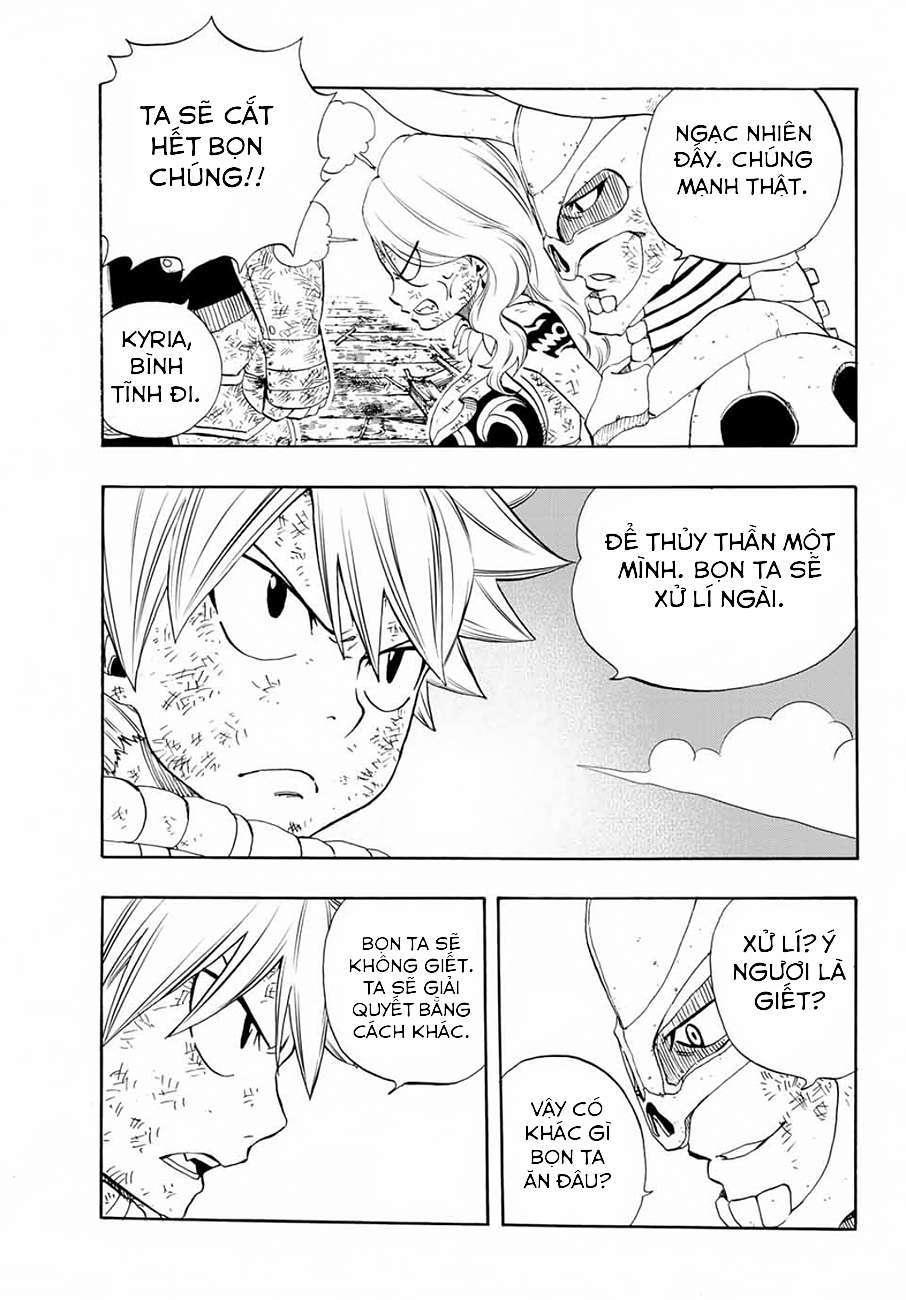 NGẠC NHIÊN
ĐẤY. CHÚNG
MẠNH THẬT.
TA SẼ CẮT
HẾT BỌN
CHÚNG!!
KYRIA,
BÌNH
TĨNH ĐI.
ĐỂ THỦY THẦN MỘT
MÌNH. BỌN TA SẼ
XỬ LÍ NGÀI.
XỬ LÍ? Ý
NGƯƠI LÀ
GIẾT?
VẬY CÓ
KHÁC GÌ
BỌN TA
ĂN ĐÂU?
BỌN TA SẼ
KHÔNG GIẾT.
TA SẼ GIẢI
QUYẾT BẰNG
CÁCH KHÁC.